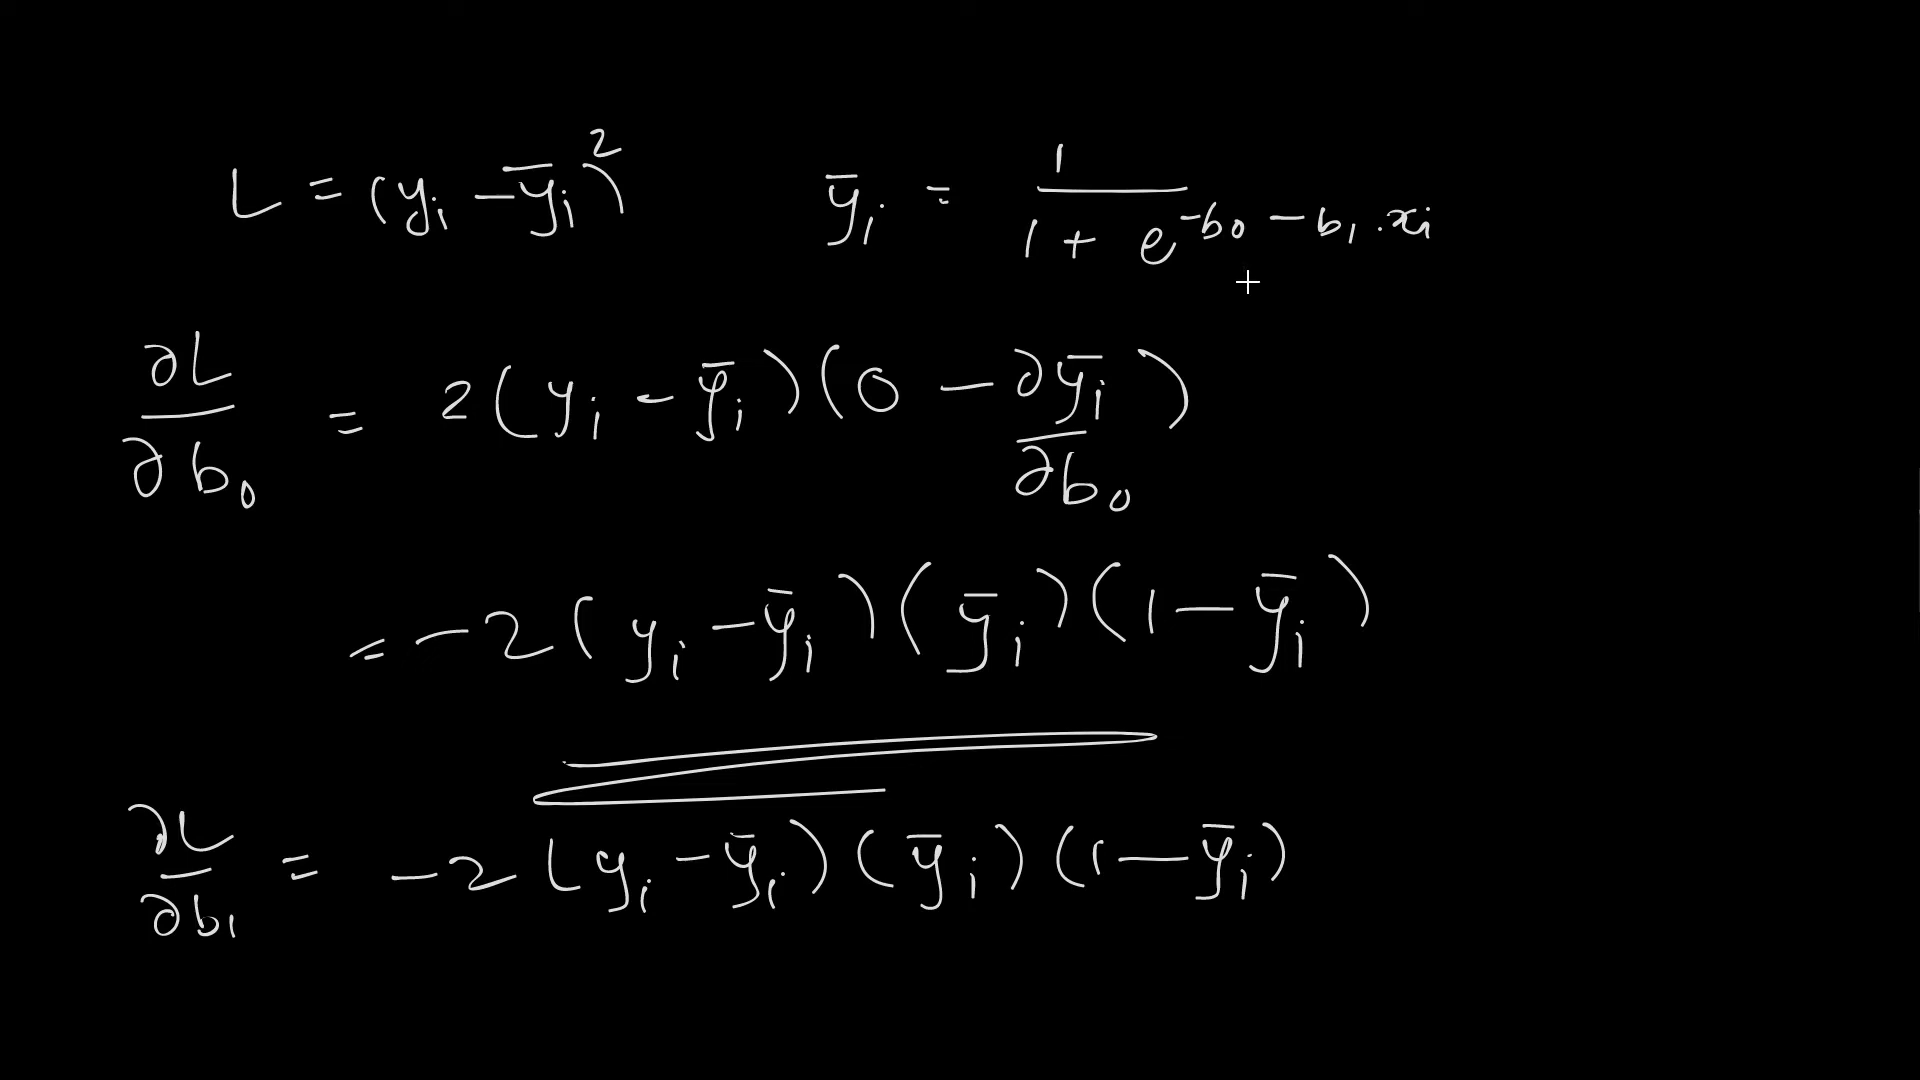 L = (yᵢ − ȳᵢ)²    ȳᵢ = 1 / (1 + e^(−b₀ − b₁.xᵢ))
∂L/∂b₀ = 2(yᵢ − ȳᵢ)(0 − ∂ȳᵢ/∂b₀)
= −2(yᵢ − ȳᵢ)(ȳᵢ)(1 − ȳᵢ)
∂L/∂b₁ = −2(yᵢ − ȳᵢ)(ȳᵢ)(1 − ȳᵢ)